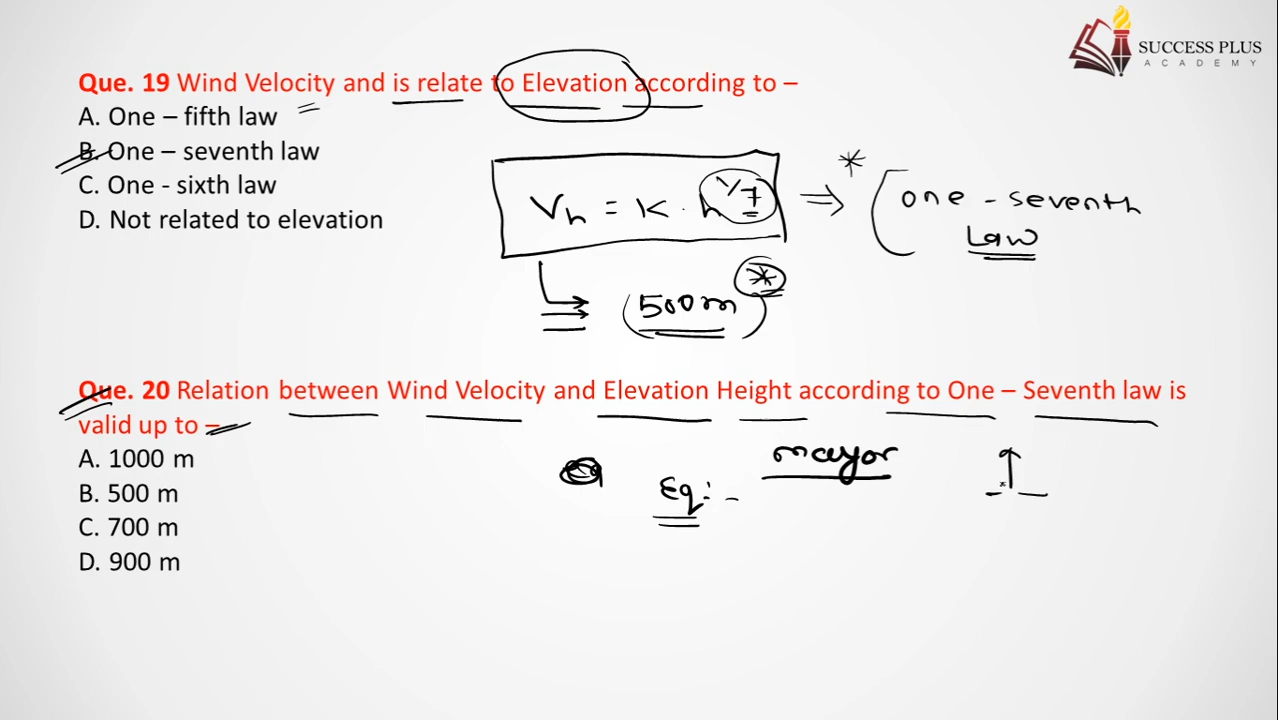 SUCCESS PLUS
ACADEMY
Que. 19 Wind Velocity and is relate to Elevation according to –
A. One – fifth law
B. One – seventh law
C. One - sixth law
D. Not related to elevation
Vh = K · h^1/7 ⇒ * (one - seventh
Law
(500m) *
Que. 20 Relation between Wind Velocity and Elevation Height according to One – Seventh law is
valid up to –
A. 1000 m
B. 500 m
C. 700 m
D. 900 m
mayor
Eq: -